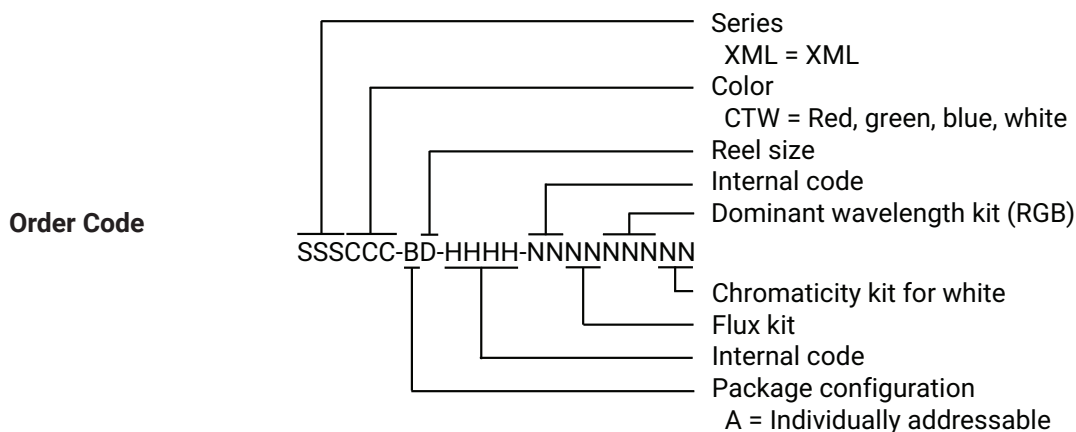 Series
XML = XML
Color
CTW = Red, green, blue, white
Reel size
Internal code
Dominant wavelength kit (RGB)
Order Code
SSSCCC-BD-HHHH-NNNNNNNNN
Chromaticity kit for white
Flux kit
Internal code
Package configuration
A = Individually addressable